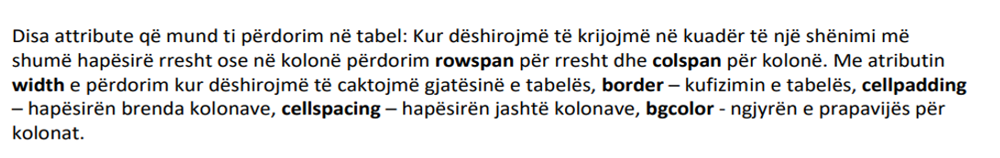 Disa attribute që mund ti përdorim në tabel: Kur dëshirojmë të krijojmë në kuadër të një shënimi më
shumë hapësirë rresht ose në kolonë përdorim rowspan për rresht dhe colspan për kolonë. Me atributin
width e përdorim kur dëshirojmë të caktojmë gjatësinë e tabelës, border – kufizimin e tabelës, cellpadding
– hapësirën brenda kolonave, cellspacing – hapësirën jashtë kolonave, bgcolor - ngjyrën e prapavijës për
kolonat.